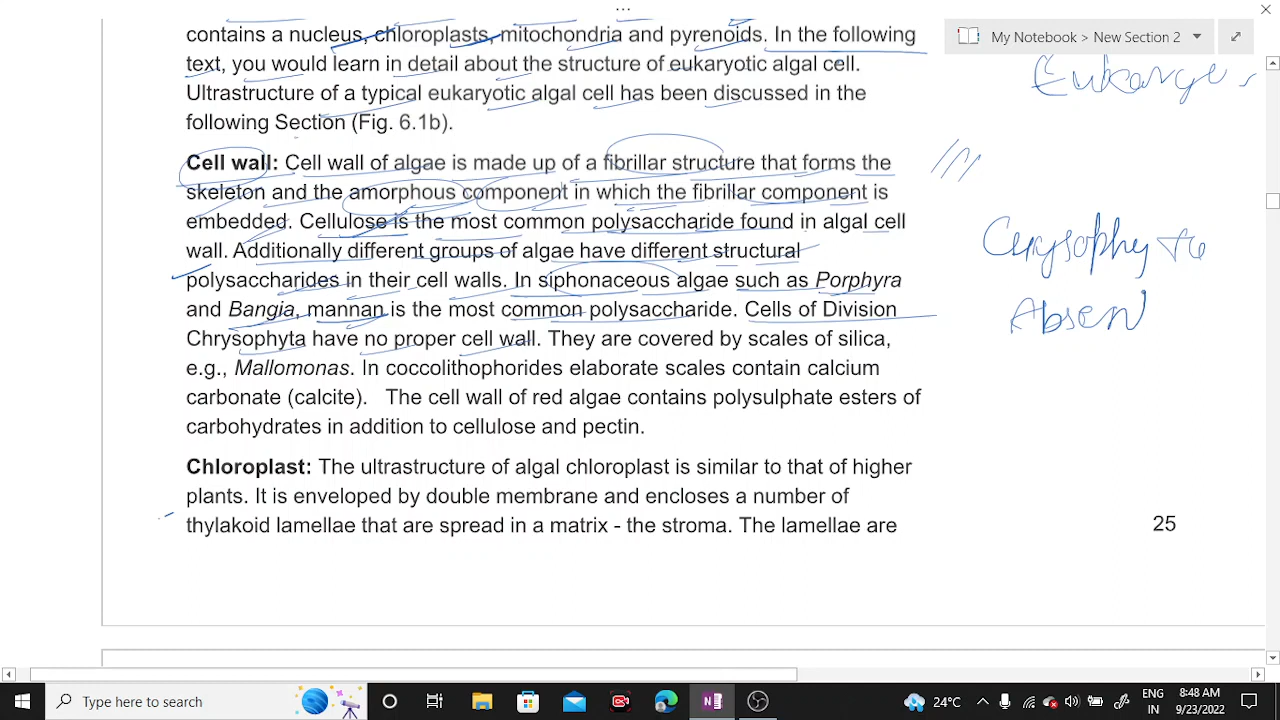 ...
My Notebook > New Section 2
contains a nucleus, chloroplasts, mitochondria and pyrenoids. In the following
text, you would learn in detail about the structure of eukaryotic algal cell.
Ultrastructure of a typical eukaryotic algal cell has been discussed in the
following Section (Fig. 6.1b).
Cell wall: Cell wall of algae is made up of a fibrillar structure that forms the
skeleton and the amorphous component in which the fibrillar component is
embedded. Cellulose is the most common polysaccharide found in algal cell
wall. Additionally different groups of algae have different structural
polysaccharides in their cell walls. In siphonaceous algae such as Porphyra
and Bangia, mannan is the most common polysaccharide. Cells of Division
Chrysophyta have no proper cell wall. They are covered by scales of silica,
e.g., Mallomonas. In coccolithophorides elaborate scales contain calcium
carbonate (calcite). The cell wall of red algae contains polysulphate esters of
carbohydrates in addition to cellulose and pectin.
Chloroplast: The ultrastructure of algal chloroplast is similar to that of higher
plants. It is enveloped by double membrane and encloses a number of
thylakoid lamellae that are spread in a matrix - the stroma. The lamellae are
25
Absen
Type here to search
24°C
ENG
IN
8:48 AM
9/23/2022